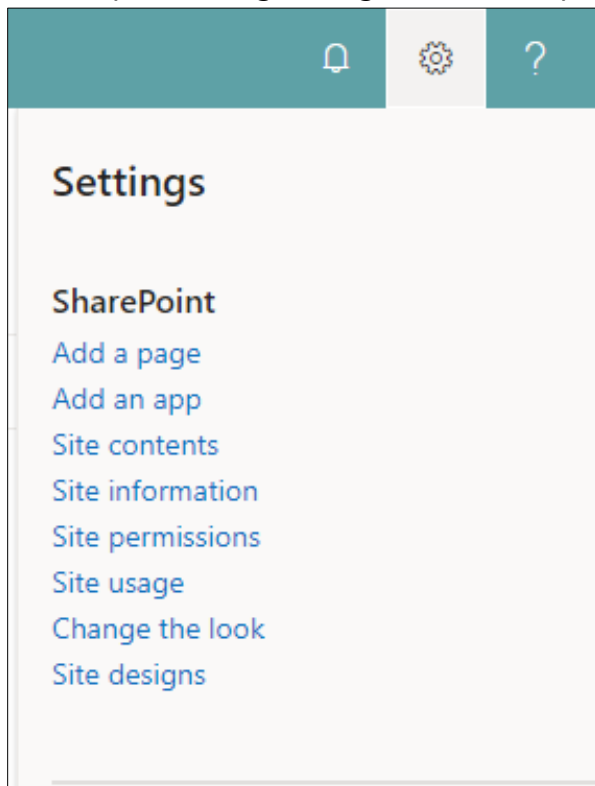 ?
Settings
SharePoint
Add a page
Add an app
Site contents
Site information
Site permissions
Site usage
Change the look
Site designs